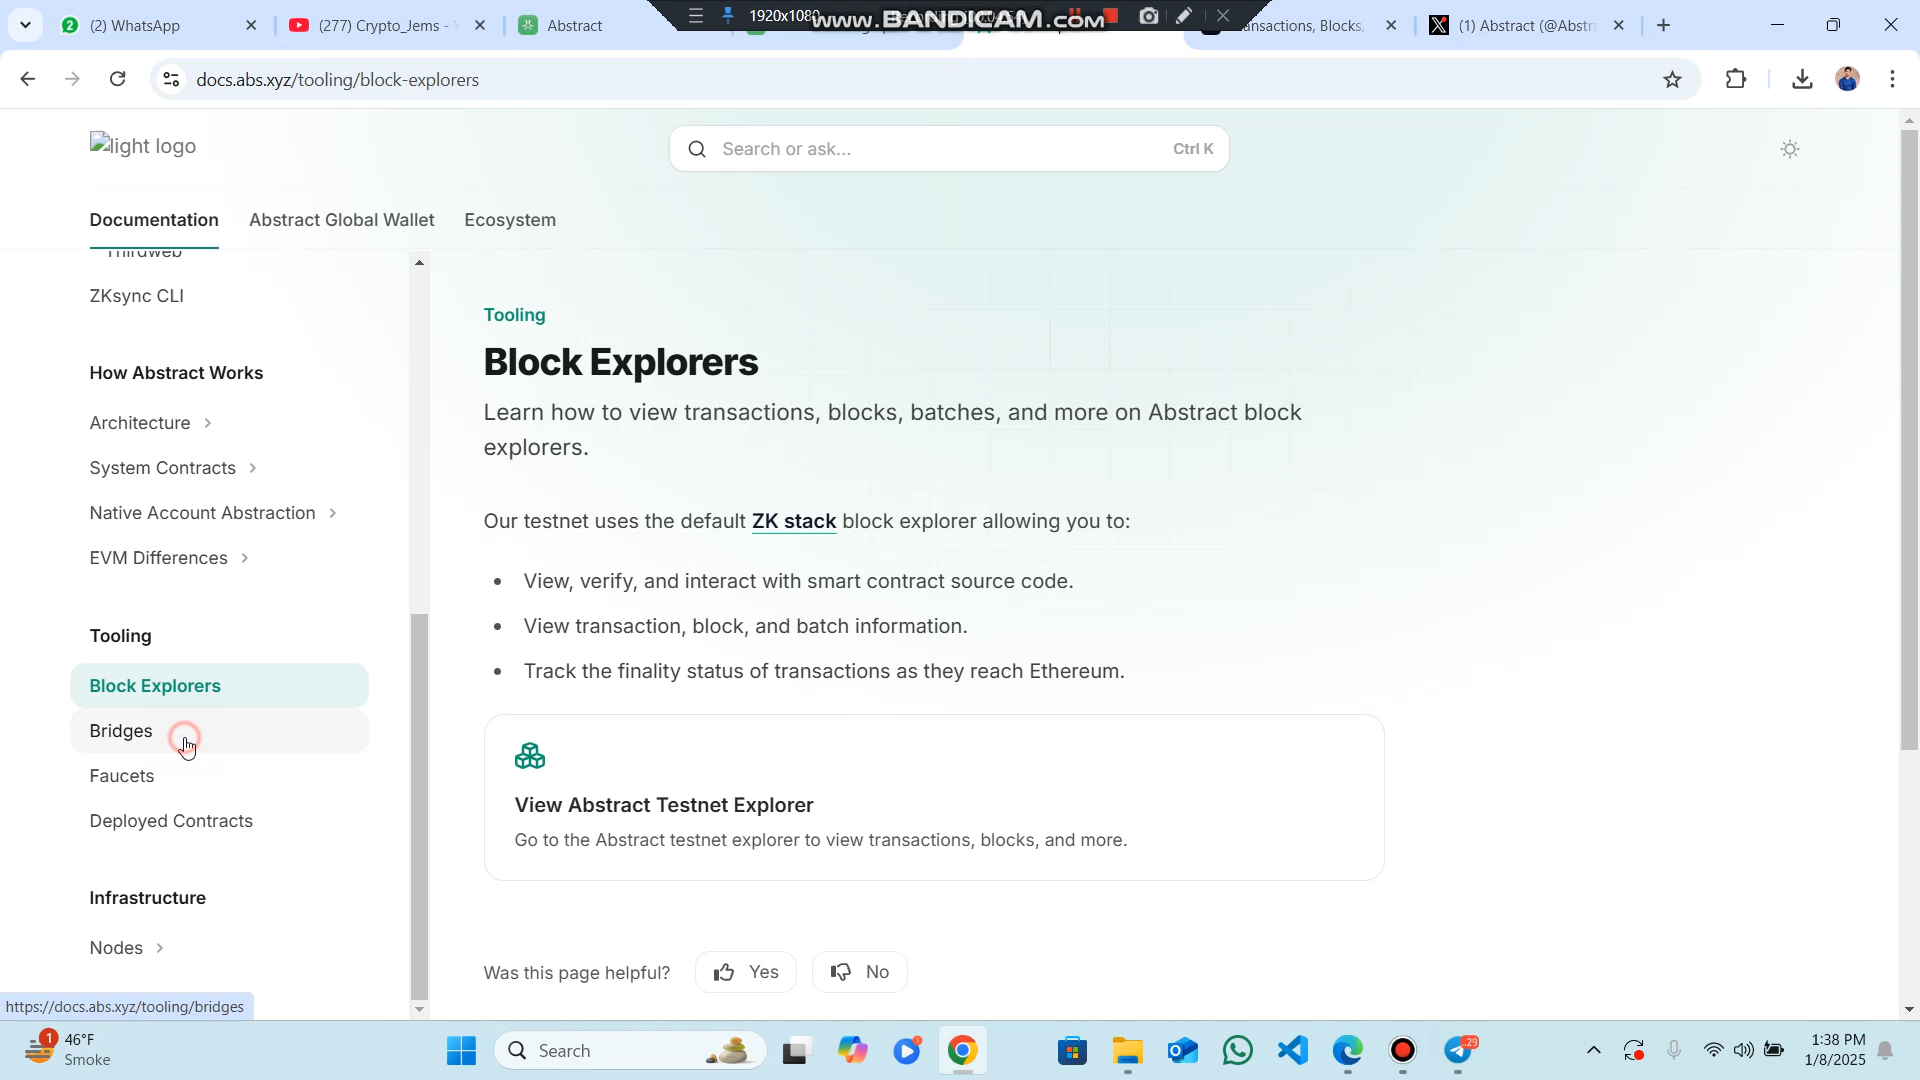 (2) WhatsApp
(277) Crypto_Jems -
Abstract
1920x1080
www.BANDICAM.com
ansactions, Blocks,
(1) Abstract (@Abstra
docs.abs.xyz/tooling/block-explorers
light logo
Search or ask...
Ctrl K
Documentation
Abstract Global Wallet
Ecosystem
Thirdweb
ZKsync CLI
How Abstract Works
Architecture
System Contracts
Native Account Abstraction
EVM Differences
Tooling
Block Explorers
Bridges
Faucets
Deployed Contracts
Infrastructure
Nodes
https://docs.abs.xyz/tooling/bridges
Tooling
Block Explorers
Learn how to view transactions, blocks, batches, and more on Abstract block
explorers.
Our testnet uses the default ZK stack block explorer allowing you to:
View, verify, and interact with smart contract source code.
View transaction, block, and batch information.
Track the finality status of transactions as they reach Ethereum.
View Abstract Testnet Explorer
Go to the Abstract testnet explorer to view transactions, blocks, and more.
Was this page helpful?
Yes
No
1
46°F
Smoke
Search
29
1:38 PM
1/8/2025